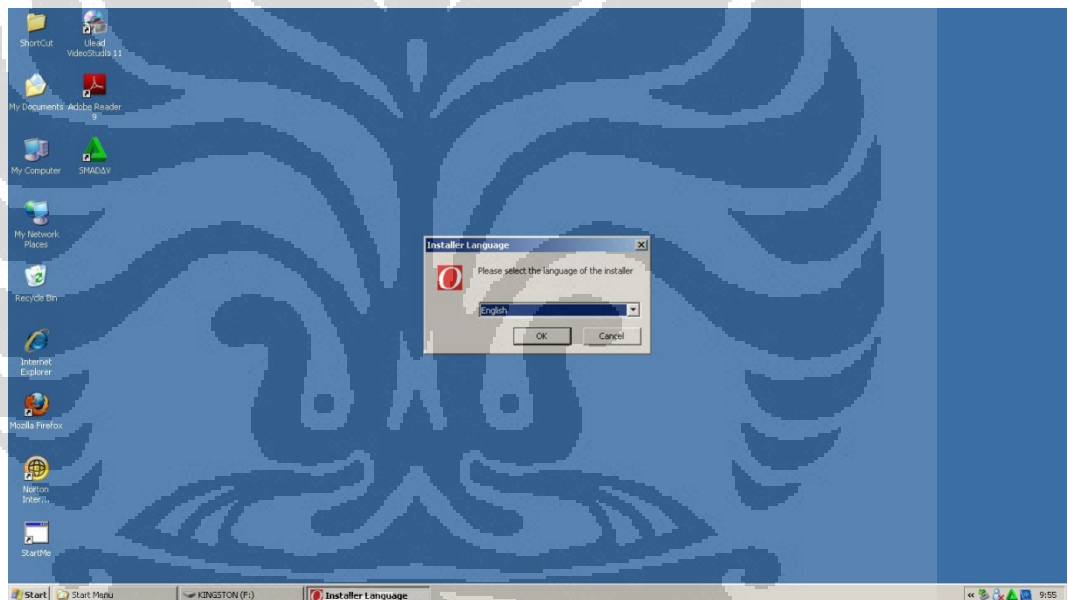 ShortCut
Ulead
VideoStudio 11
My Documents
Adobe Reader
9
My Computer
SMADΔV
My Network
Places
Recycle Bin
Internet
Explorer
Mozilla Firefox
Norton
Inter...
StartMe
Installer Language
Please select the language of the installer
English
OK
Cancel
Start
Start Menu
KINGSTON (F:)
Installer Language
9:55